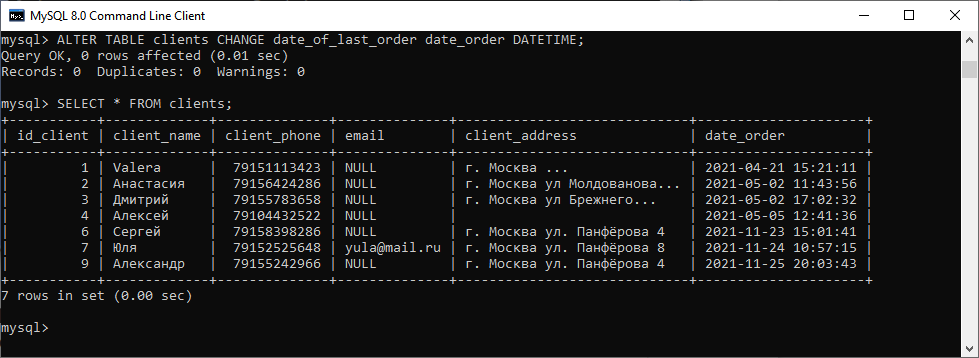 MySQL 8.0 Command Line Client
mysql> ALTER TABLE clients CHANGE date_of_last_order date_order DATETIME;
Query OK, 0 rows affected (0.01 sec)
Records: 0  Duplicates: 0  Warnings: 0
mysql> SELECT * FROM clients;
+-----------+-------------+--------------+--------------+----------------------------+---------------------+
| id_client | client_name | client_phone | email        | client_address             | date_order          |
+-----------+-------------+--------------+--------------+----------------------------+---------------------+
|         1 | Valera      |  79151113423 | NULL         | г. Москва ...              | 2021-04-21 15:21:11 |
|         2 | Анастасия   |  79156424286 | NULL         | г. Москва ул Молдованова... | 2021-05-02 11:43:56 |
|         3 | Дмитрий     |  79155783658 | NULL         | г. Москва ул Брежнего...   | 2021-05-02 17:02:32 |
|         4 | Алексей     |  79104432522 | NULL         |                            | 2021-05-05 12:41:36 |
|         6 | Сергей      |  79158398286 | NULL         | г. Москва ул. Панфёрова 4  | 2021-11-23 15:01:41 |
|         7 | Юля         |  79152525648 | yula@mail.ru | г. Москва ул. Панфёрова 8  | 2021-11-24 10:57:15 |
|         9 | Александр   |  79155242966 | NULL         | г. Москва ул. Панфёрова 4  | 2021-11-25 20:03:43 |
+-----------+-------------+--------------+--------------+----------------------------+---------------------+
7 rows in set (0.00 sec)
mysql>